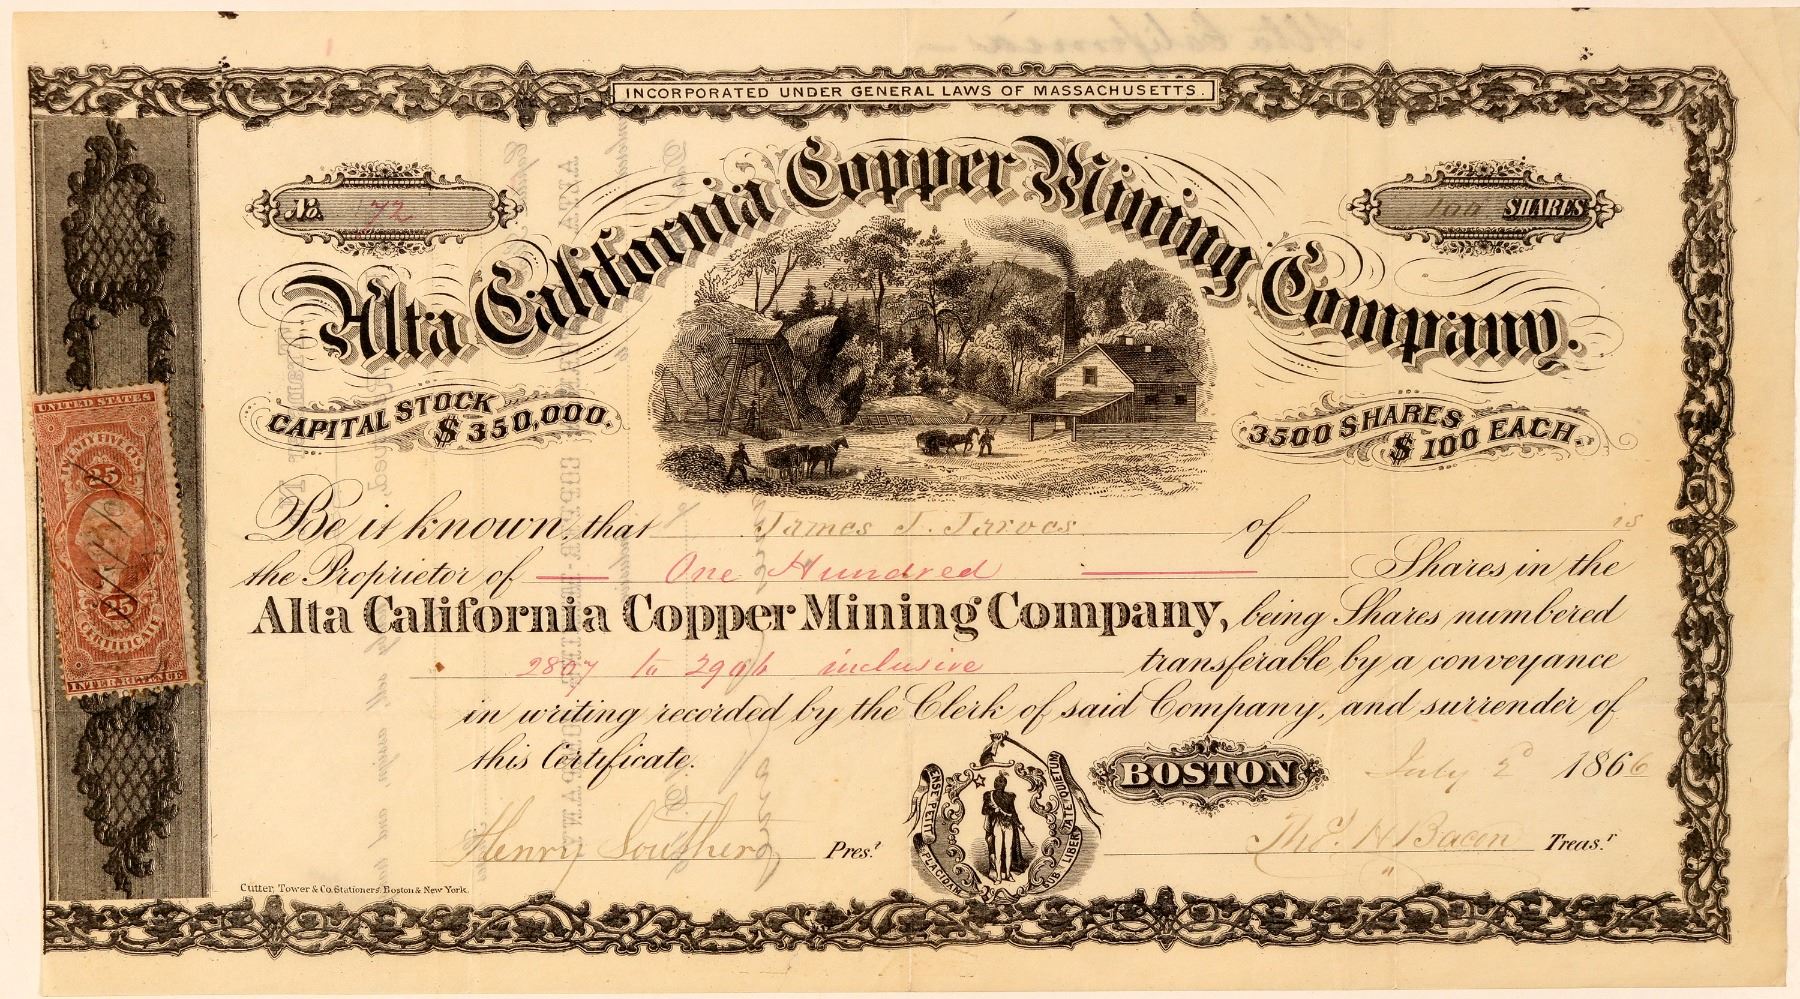 INCORPORATED UNDER GENERAL LAWS OF MASSACHUSETTS.
No. 172
100 SHARES
Alta California Copper Mining Company.
CAPITAL STOCK
$350,000.
3500 SHARES
$100 EACH.
UNITED STATES
TWENTY FIVE CTS.
25
25
CERTIFICATE
INTER. REVENUE
Be it known, that James J. Jarves of is
the Proprietor of One Hundred Shares in the
Alta California Copper Mining Company, being Shares numbered
2807 to 2906 inclusive transferable by a conveyance
in writing recorded by the Clerk of said Company, and surrender of
this Certificate.
BOSTON July 2d 1866
ENSE PETIT PLACIDAM SUB LIBERTATE QUIETEM
Henry Pres.t
Tho.s H Bacon Treas.r
Cutter, Tower & Co. Stationers. Boston & New York.